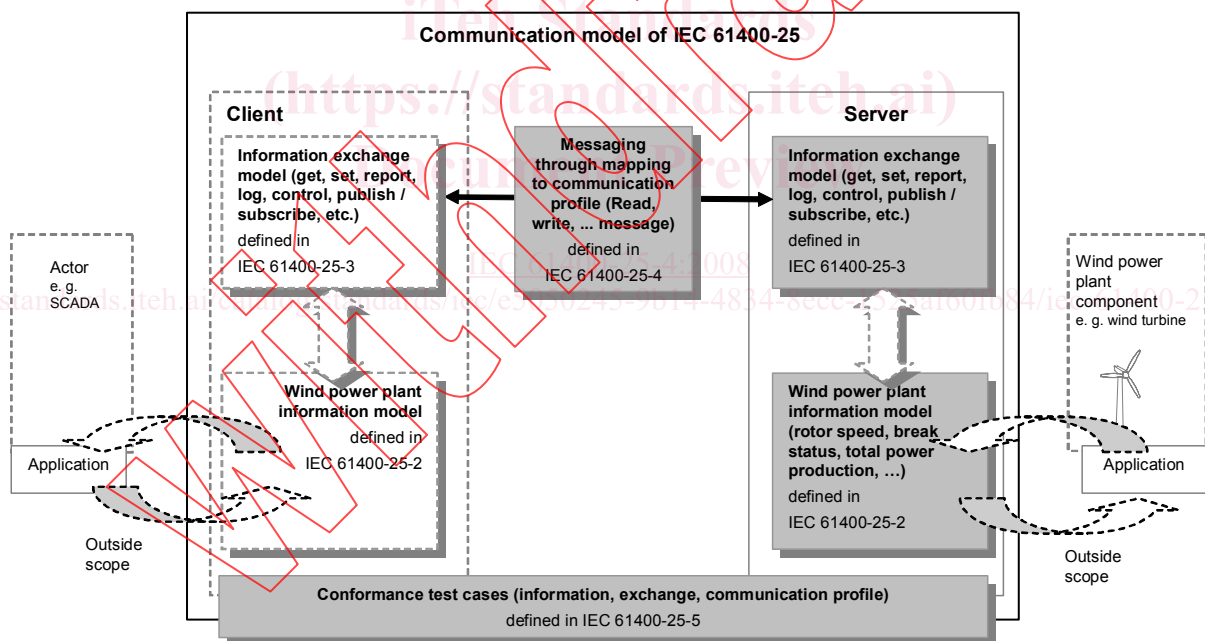 iTeh Standards
Communication model of IEC 61400-25
(https://standards.iteh.ai)
Document Preview
Client
Information exchange
model (get, set, report,
log, control, publish /
subscribe, etc.)
defined in
IEC 61400-25-3
Messaging
through mapping
to communication
profile (Read,
write, ... message)
defined in
IEC 61400-25-4
Server
Information exchange
model (get, set, report,
log, control, publish /
subscribe, etc.)
defined in
IEC 61400-25-3
IEC 61400-25-4:2008
Actor
e. g.
SCADA
Application
Outside
scope
Wind power plant
information model
defined in
IEC 61400-25-2
Wind power plant
information model
(rotor speed, break
status, total power
production, …)
defined in
IEC 61400-25-2
Wind power
plant
component
e. g. wind turbine
Application
Outside
scope
Conformance test cases (information, exchange, communication profile)
defined in IEC 61400-25-5